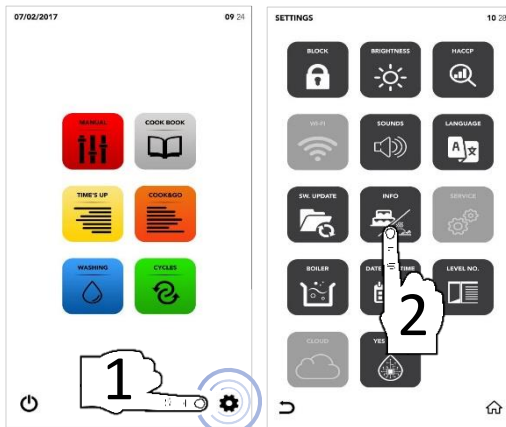 07/02/2017 09 24
MANUAL COOK BOOK
TIME'S UP COOK&GO
WASHING CYCLES
1
SETTINGS 10 28
BLOCK BRIGHTNESS HACCP
WI-FI SOUNDS LANGUAGE
A
SW. UPDATE INFO SERVICE
BOILER DATE TIME LEVEL NO.
2
CLOUD YES